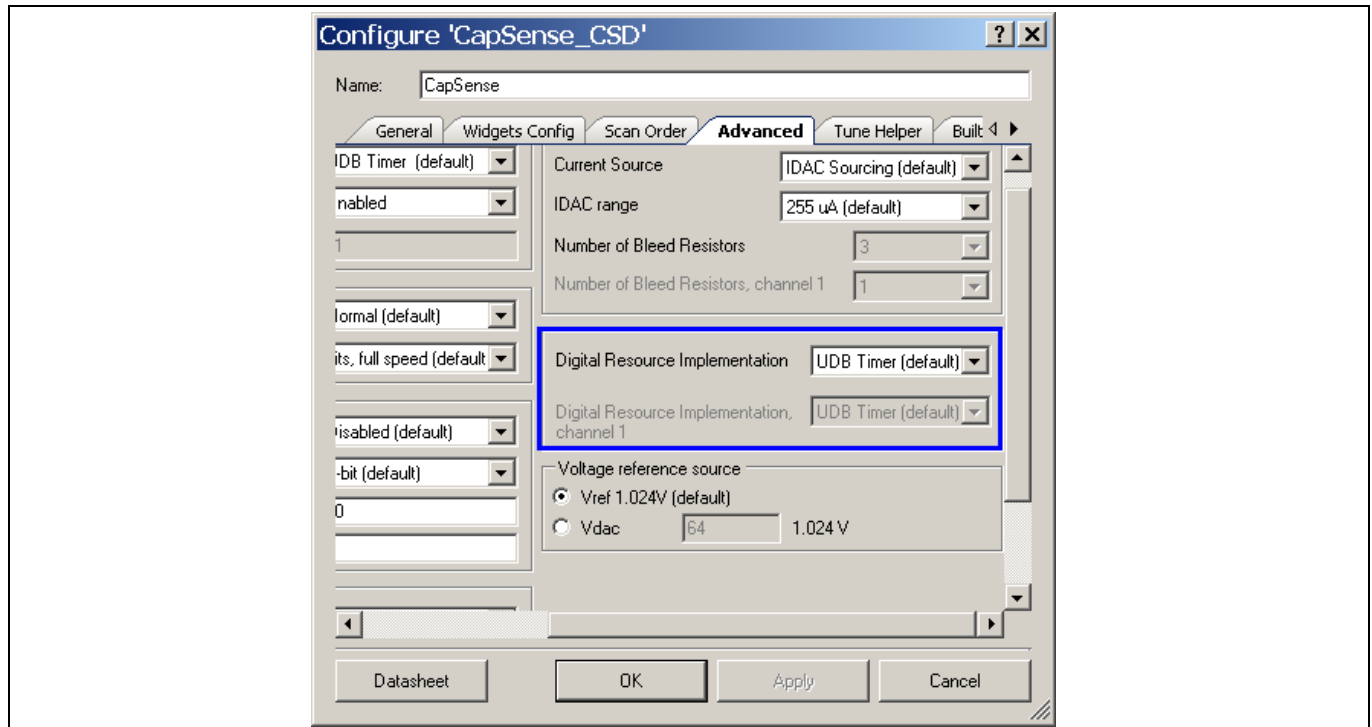 Configure 'CapSense_CSD'
Name: CapSense
General Widgets Config Scan Order Advanced Tune Helper Built
JDB Timer (default)
nabled
1
lormal (default)
its, full speed (default
isabled (default)
-bit (default)
0
Current Source IDAC Sourcing (default)
IDAC range 255 uA (default)
Number of Bleed Resistors 3
Number of Bleed Resistors, channel 1 1
Digital Resource Implementation UDB Timer (default)
Digital Resource Implementation, UDB Timer (default)
channel 1
Voltage reference source
Vref 1.024V (default)
Vdac 64 1.024 V
Datasheet OK Apply Cancel